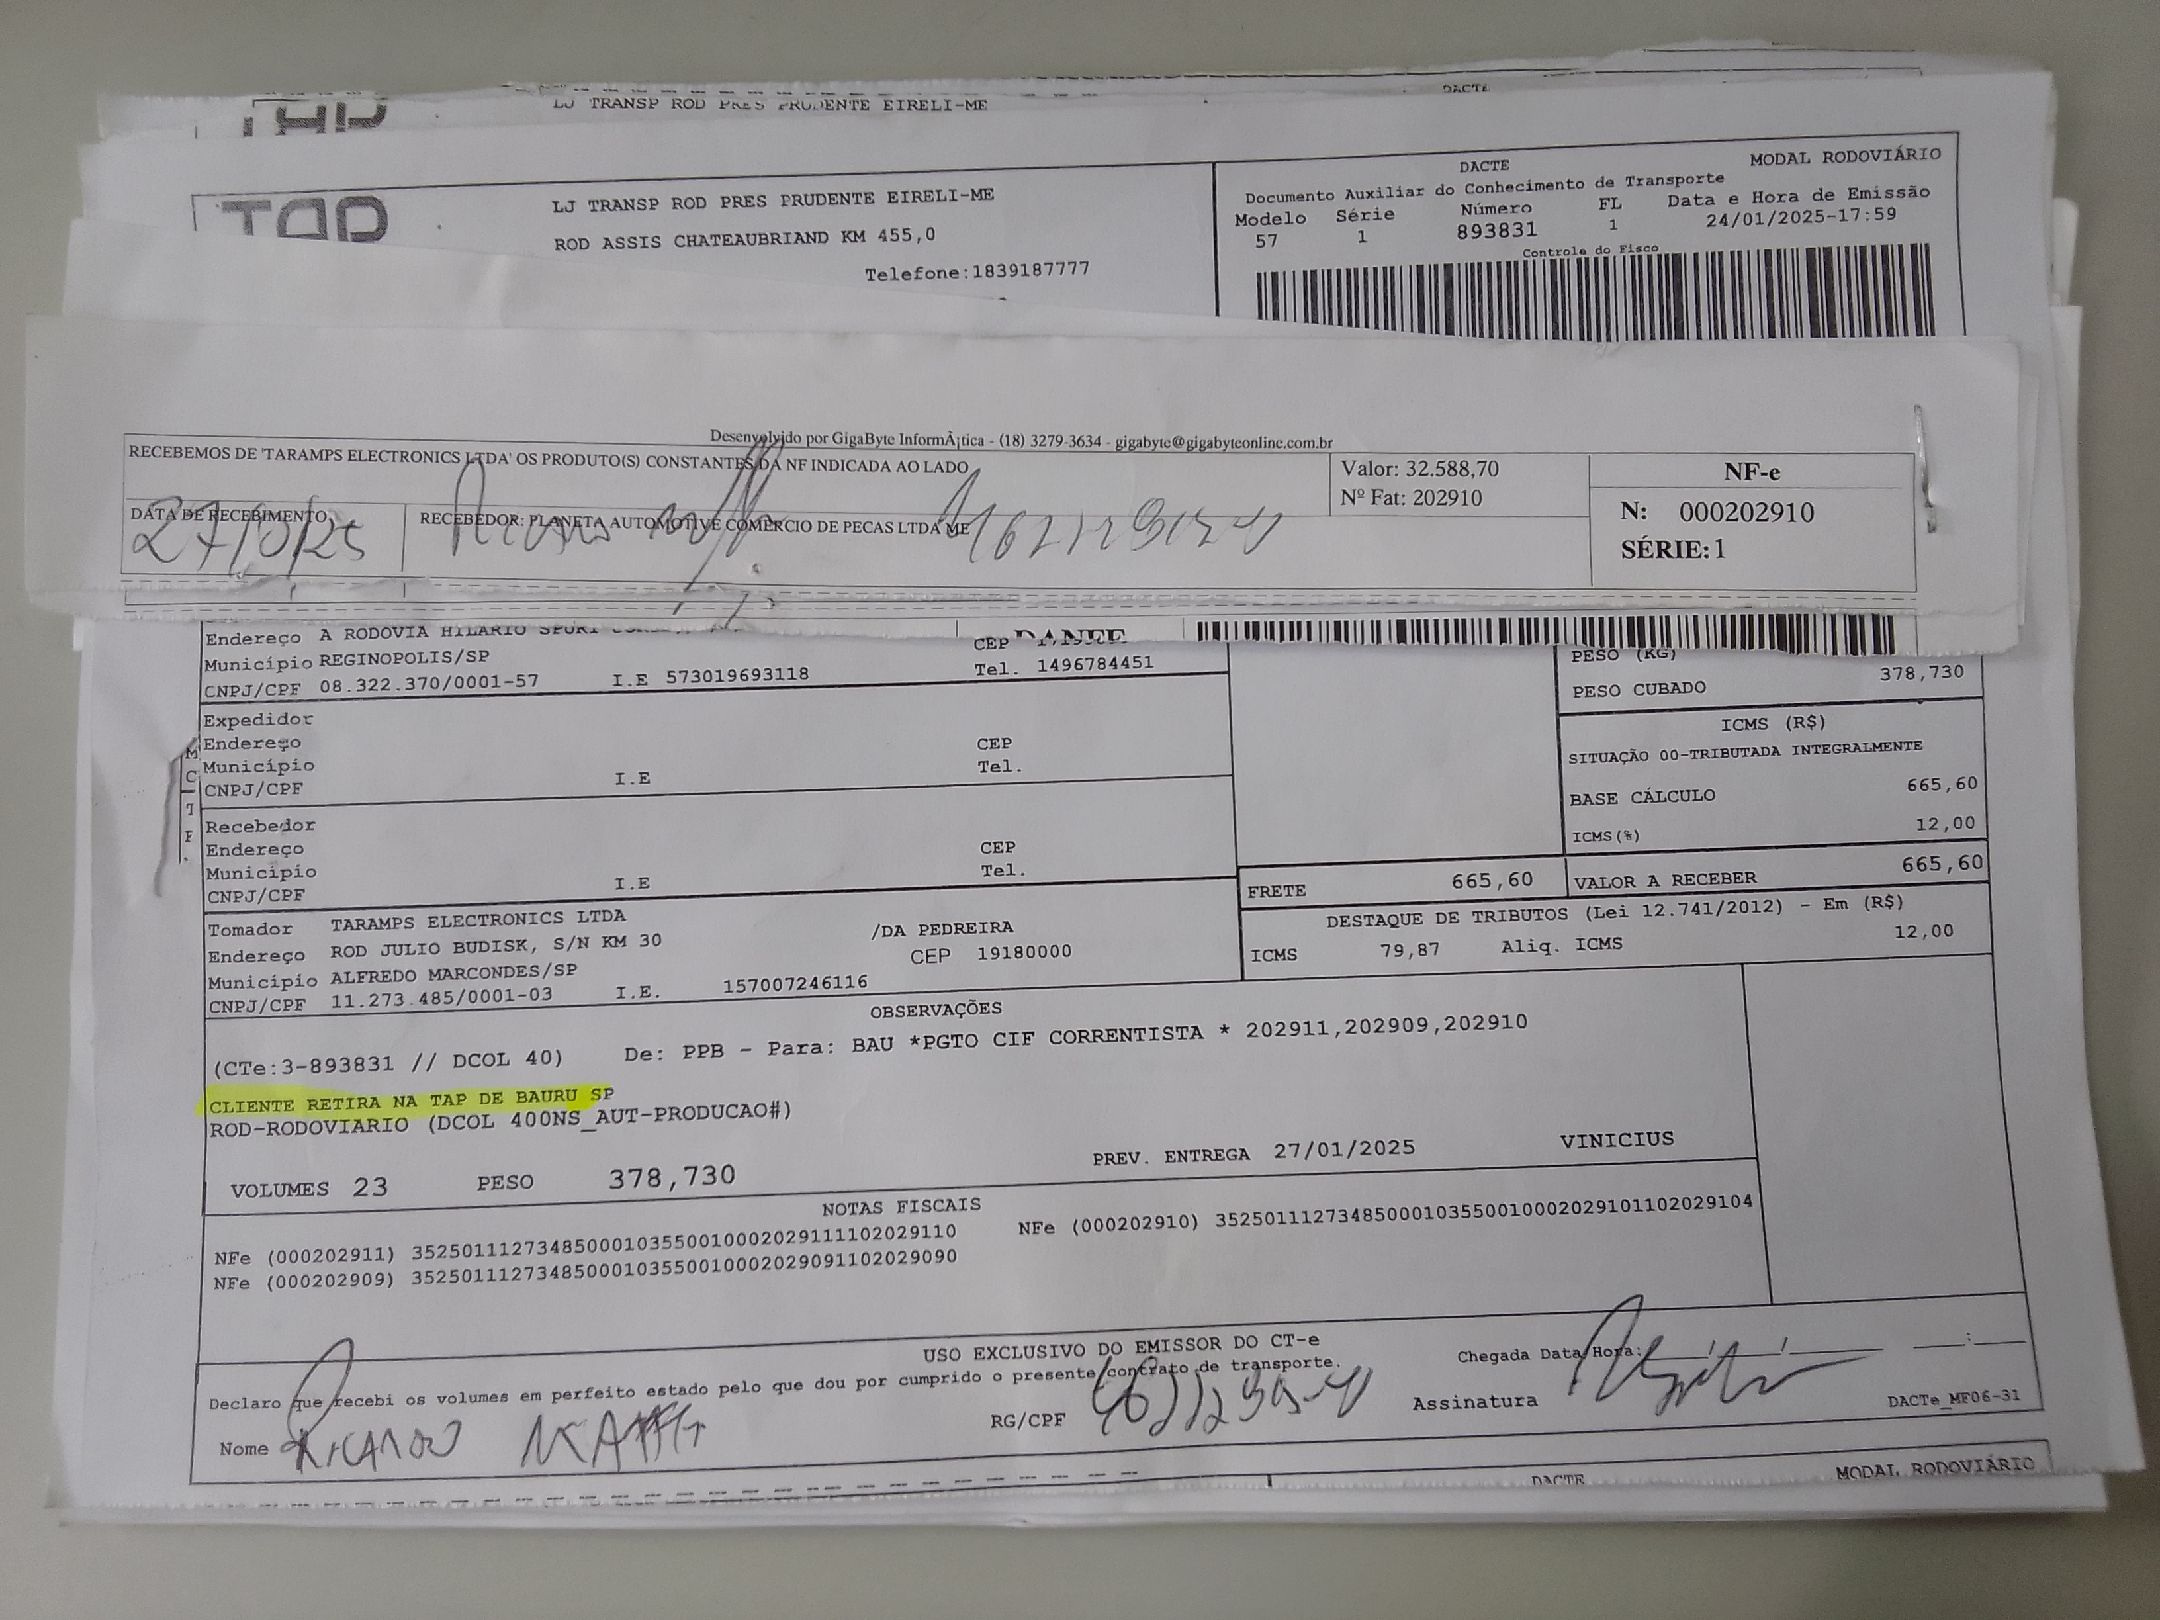 LJ TRANSP ROD PRES PRUDENTE EIRELI-ME
DACTE
TAP
LJ TRANSP ROD PRES PRUDENTE EIRELI-ME
ROD ASSIS CHATEAUBRIAND KM 455,0
Telefone:1839187777
DACTE MODAL RODOVIÁRIO
Documento Auxiliar do Conhecimento de Transporte
Modelo Série Número FL Data e Hora de Emissão
57 1 893831 1 24/01/2025-17:59
Controle do Fisco
Desenvolvido por GigaByte InformÂ¡tica - (18) 3279-3634 - gigabyte@gigabyteonline.com.br
RECEBEMOS DE 'TARAMPS ELECTRONICS LTDA' OS PRODUTO(S) CONSTANTES DA NF INDICADA AO LADO
Valor: 32.588,70
Nº Fat: 202910
NF-e
N: 000202910
SÉRIE: 1
DATA DE RECEBIMENTO
RECEBEDOR: PLANETA AUTOMOTIVE COMERCIO DE PECAS LTDA ME
DANFE
Endereço A RODOVIA HILARIO SPURI
CEP
Município REGINOPOLIS/SP
Tel. 1496784451
CNPJ/CPF 08.322.370/0001-57 I.E 573019693118
PESO (KG) 378,730
PESO CUBADO
Expedidor
Endereço CEP
Município Tel.
CNPJ/CPF I.E
ICMS (R$)
SITUAÇÃO 00-TRIBUTADA INTEGRALMENTE
BASE CÁLCULO 665,60
ICMS(%) 12,00
Recebedor
Endereço CEP
Município Tel.
CNPJ/CPF I.E
FRETE 665,60 VALOR A RECEBER 665,60
Tomador TARAMPS ELECTRONICS LTDA
Endereço ROD JULIO BUDISK, S/N KM 30 /DA PEDREIRA
Município ALFREDO MARCONDES/SP CEP 19180000
CNPJ/CPF 11.273.485/0001-03 I.E. 157007246116
DESTAQUE DE TRIBUTOS (Lei 12.741/2012) - Em (R$)
ICMS 79,87 Aliq. ICMS 12,00
OBSERVAÇÕES
(CTe:3-893831 // DCOL 40) De: PPB - Para: BAU *PGTO CIF CORRENTISTA * 202911,202909,202910
CLIENTE RETIRA NA TAP DE BAURU SP
ROD-RODOVIARIO (DCOL 400NS_AUT-PRODUCAO#)
VOLUMES 23 PESO 378,730 PREV. ENTREGA 27/01/2025 VINICIUS
NOTAS FISCAIS
NFe (000202911) 35250111273485000103550010002029111102029110 NFe (000202910) 35250111273485000103550010002029101102029104
NFe (000202909) 35250111273485000103550010002029091102029090
USO EXCLUSIVO DO EMISSOR DO CT-e
Declaro que recebi os volumes em perfeito estado pelo que dou por cumprido o presente contrato de transporte.
Chegada Data/Hora:
Nome RG/CPF Assinatura
DACTe_MF06-31
DACTE MODAL RODOVIÁRIO